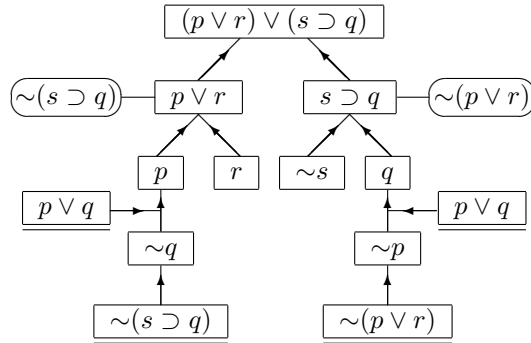 (p ∨ r) ∨ (s ⊃ q)
∼(s ⊃ q) p ∨ r s ⊃ q ∼(p ∨ r)
p r ∼s q
p ∨ q p ∨ q
∼q ∼p
∼(s ⊃ q) ∼(p ∨ r)